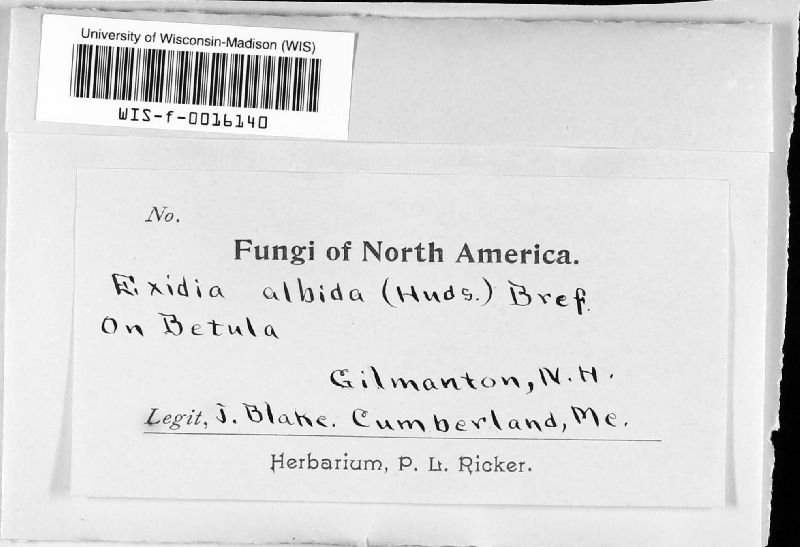 University of Wisconsin-Madison (WIS)
WIS-f-0016140
No.
Fungi of North America.
Exidia albida (Huds.) Bref.
On Betula
Gilmanton, N.H.
Legit, J. Blake. Cumberland, Me.
Herbarium, P. L. Ricker.